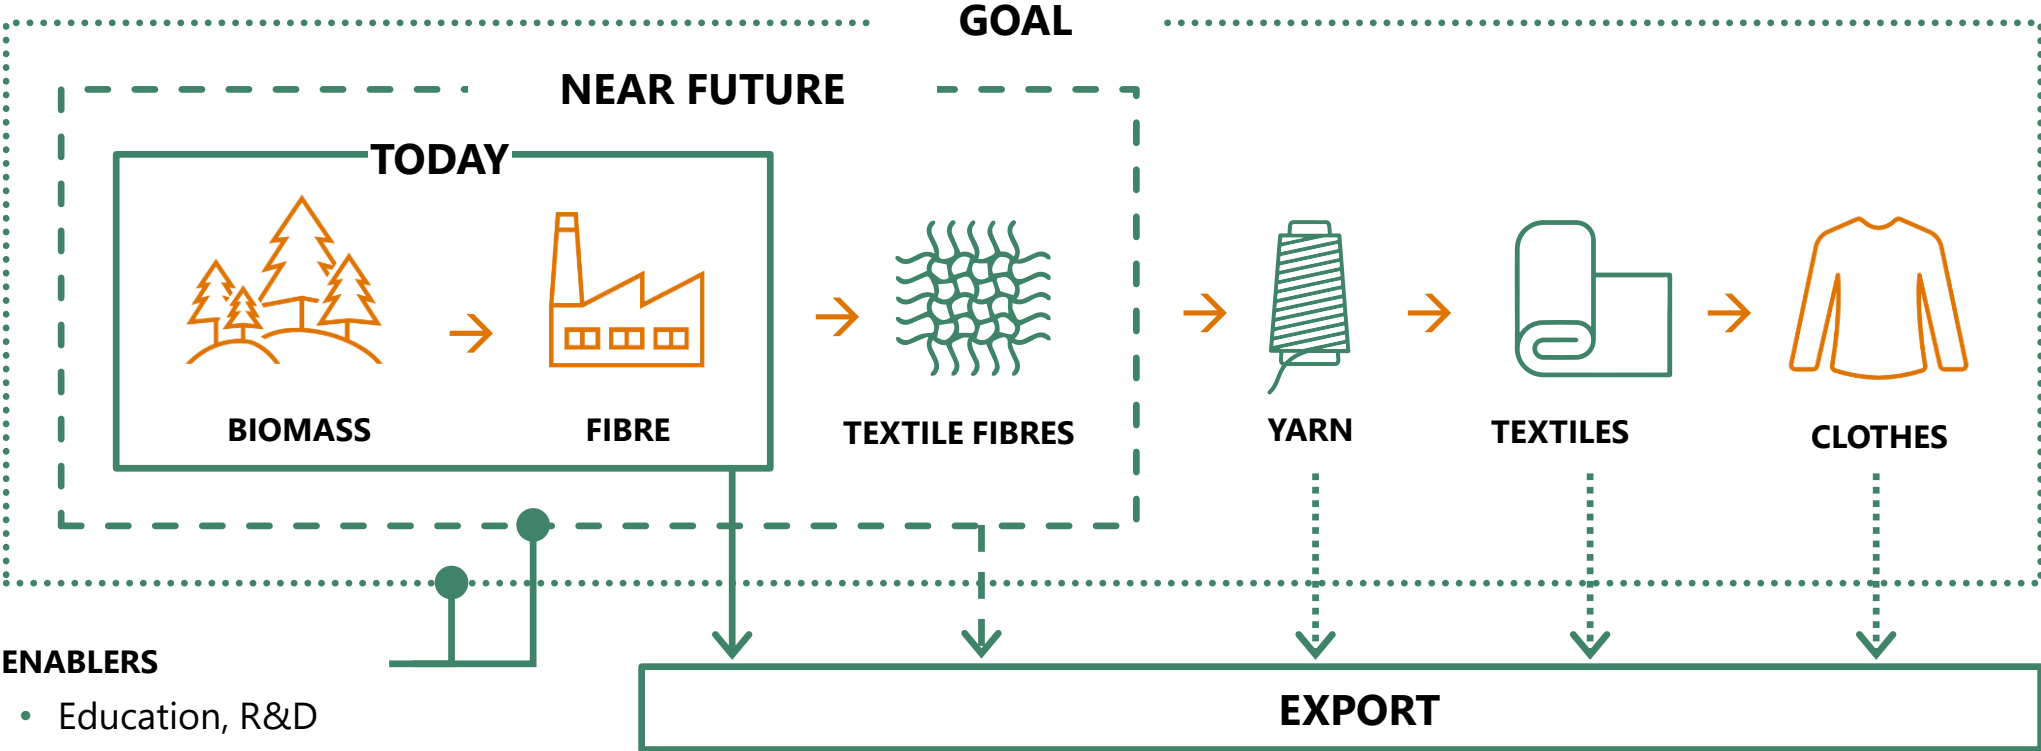 GOAL
NEAR FUTURE
TODAY
BIOMASS
FIBRE
TEXTILE FIBRES
YARN
TEXTILES
CLOTHES
ENABLERS
• Education, R&D
EXPORT